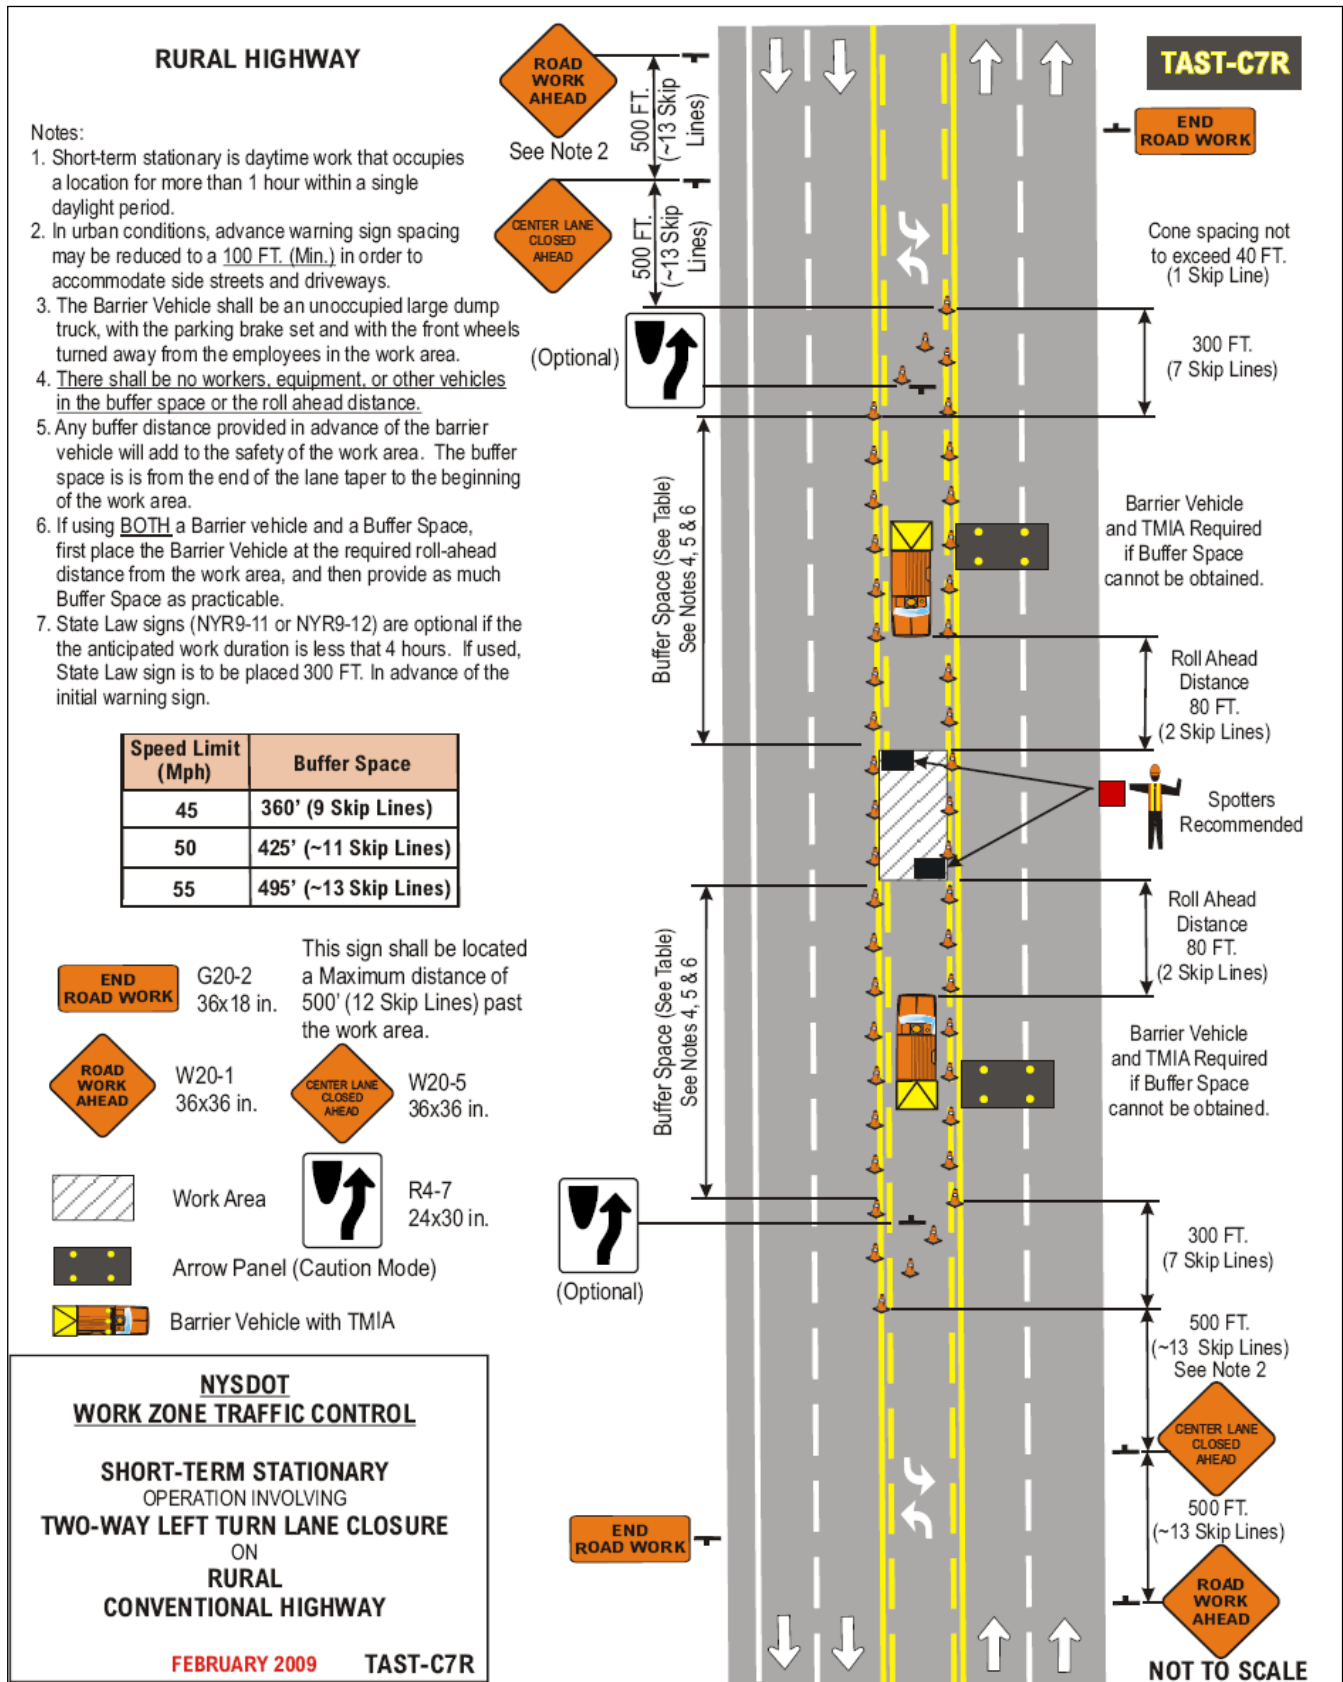 RURAL HIGHWAY
Notes:
1. Short-term stationary is daytime work that occupies
a location for more than 1 hour within a single
daylight period.
2. In urban conditions, advance warning sign spacing
may be reduced to a 100 FT. (Min.) in order to
accommodate side streets and driveways.
3. The Barrier Vehicle shall be an unoccupied large dump
truck, with the parking brake set and with the front wheels
turned away from the employees in the work area.
4. There shall be no workers, equipment, or other vehicles
in the buffer space or the roll ahead distance.
5. Any buffer distance provided in advance of the barrier
vehicle will add to the safety of the work area. The buffer
space is is from the end of the lane taper to the beginning
of the work area.
6. If using BOTH a Barrier vehicle and a Buffer Space,
first place the Barrier Vehicle at the required roll-ahead
distance from the work area, and then provide as much
Buffer Space as practicable.
7. State Law signs (NYR9-11 or NYR9-12) are optional if the
the anticipated work duration is less that 4 hours. If used,
State Law sign is to be placed 300 FT. In advance of the
initial warning sign.
Speed Limit (Mph) Buffer Space
45 360' (9 Skip Lines)
50 425' (~11 Skip Lines)
55 495' (~13 Skip Lines)
END
ROAD WORK
G20-2
36x18 in.
This sign shall be located
a Maximum distance of
500' (12 Skip Lines) past
the work area.
ROAD
WORK
AHEAD
W20-1
36x36 in.
CENTER LANE
CLOSED
AHEAD
W20-5
36x36 in.
Work Area
R4-7
24x30 in.
Arrow Panel (Caution Mode)
Barrier Vehicle with TMIA
NYSDOT
WORK ZONE TRAFFIC CONTROL
SHORT-TERM STATIONARY
OPERATION INVOLVING
TWO-WAY LEFT TURN LANE CLOSURE
ON
RURAL
CONVENTIONAL HIGHWAY
FEBRUARY 2009 TAST-C7R
ROAD
WORK
AHEAD
See Note 2
500 FT.
(~13 Skip
Lines)
CENTER LANE
CLOSED
AHEAD
500 FT.
(~13 Skip
Lines)
(Optional)
Buffer Space (See Table)
See Notes 4, 5 & 6
Buffer Space (See Table)
See Notes 4, 5 & 6
(Optional)
END
ROAD WORK
TAST-C7R
END
ROAD WORK
Cone spacing not
to exceed 40 FT.
(1 Skip Line)
300 FT.
(7 Skip Lines)
Barrier Vehicle
and TMIA Required
if Buffer Space
cannot be obtained.
Roll Ahead
Distance
80 FT.
(2 Skip Lines)
Spotters
Recommended
Roll Ahead
Distance
80 FT.
(2 Skip Lines)
Barrier Vehicle
and TMIA Required
if Buffer Space
cannot be obtained.
300 FT.
(7 Skip Lines)
500 FT.
(~13 Skip Lines)
See Note 2
CENTER LANE
CLOSED
AHEAD
500 FT.
(~13 Skip Lines)
ROAD
WORK
AHEAD
NOT TO SCALE